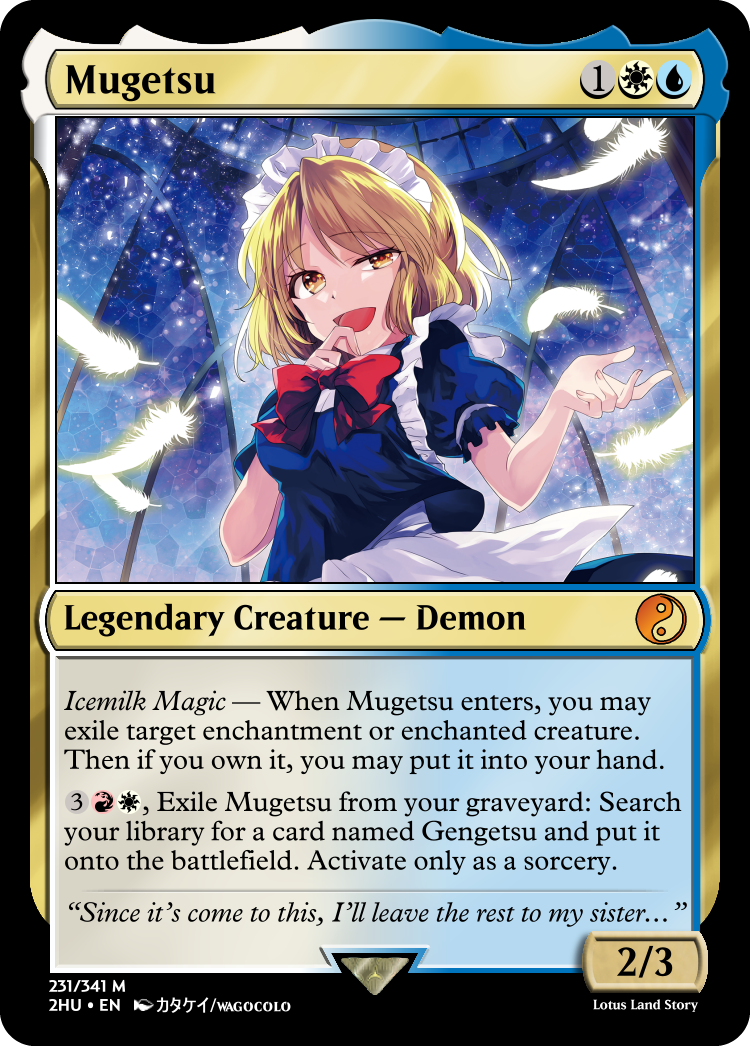 Mugetsu 1
Legendary Creature — Demon
Icemilk Magic — When Mugetsu enters, you may
exile target enchantment or enchanted creature.
Then if you own it, you may put it into your hand.
3, Exile Mugetsu from your graveyard: Search
your library for a card named Gengetsu and put it
onto the battlefield. Activate only as a sorcery.
“Since it’s come to this, I’ll leave the rest to my sister…”
2/3
231/341 M
2HU • EN カタケイ/WAGOCOLO
Lotus Land Story